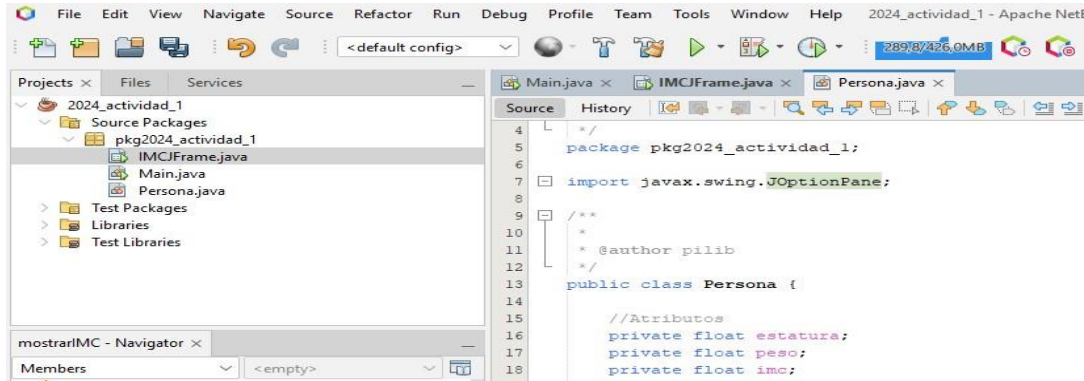 File Edit View Navigate Source Refactor Run Debug Profile Team Tools Window Help 2024_actividad_1 - Apache Net
<default config> 289,8/426,0MB
Projects × Files Services
2024_actividad_1
Source Packages
pkg2024_actividad_1
IMCJFrame.java
Main.java
Persona.java
Test Packages
Libraries
Test Libraries
mostrarIMC - Navigator ×
Members <empty>
Main.java × IMCJFrame.java × Persona.java ×
Source History
4 */
5 package pkg2024_actividad_1;
6
7 import javax.swing.JOptionPane;
8
9 /**
10 *
11 * @author pilib
12 */
13 public class Persona {
14
15 //Atributos
16 private float estatura;
17 private float peso;
18 private float imc;